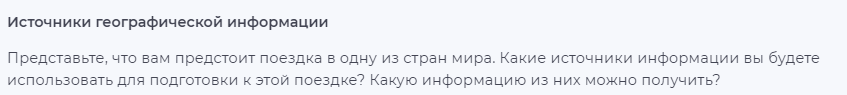 Источники географической информации
Представьте, что вам предстоит поездка в одну из стран мира. Какие источники информации вы будете
использовать для подготовки к этой поездке? Какую информацию из них можно получить?